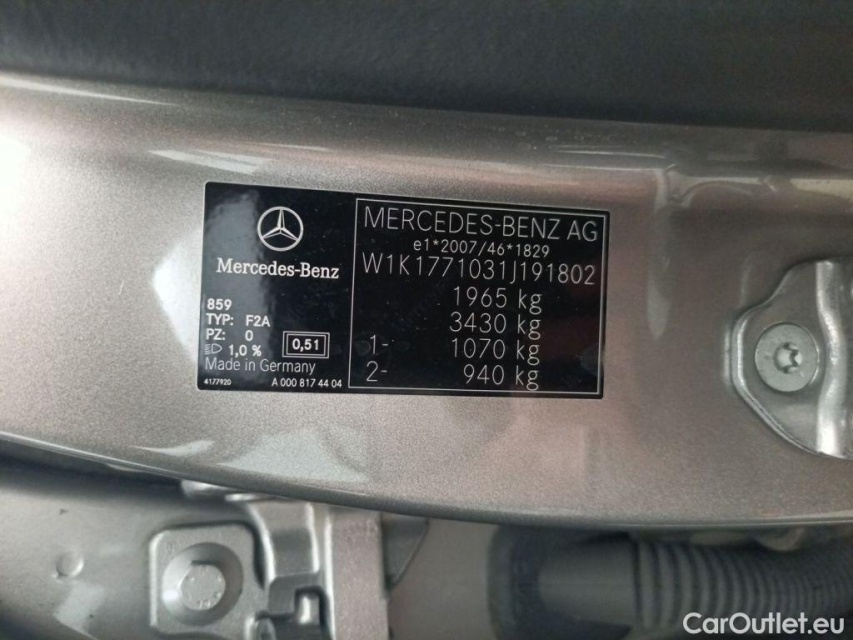 Mercedes-Benz
859
TYP: F2A
PZ: 0
1,0 %
0,51
Made in Germany
4177920 A 000 817 44 04
MERCEDES-BENZ AG
e1*2007/46*1829
W1K1771031J191802
1965 kg
3430 kg
1- 1070 kg
2- 940 kg
CarOutlet.eu